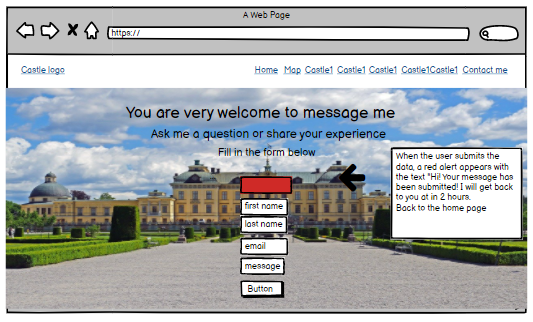 A Web Page
https://
Castle logo
Home Map Castle1 Castle1 Castle1 Castle1Castle1 Contact me
You are very welcome to message me
Ask me a question or share your experience
Fill in the form below
When the user submits the
data, a red alert appears with
the text "Hi! Your message has
been submitted! I will get back
to you at in 2 hours.
Back to the home page
first name
last name
email
message
Button